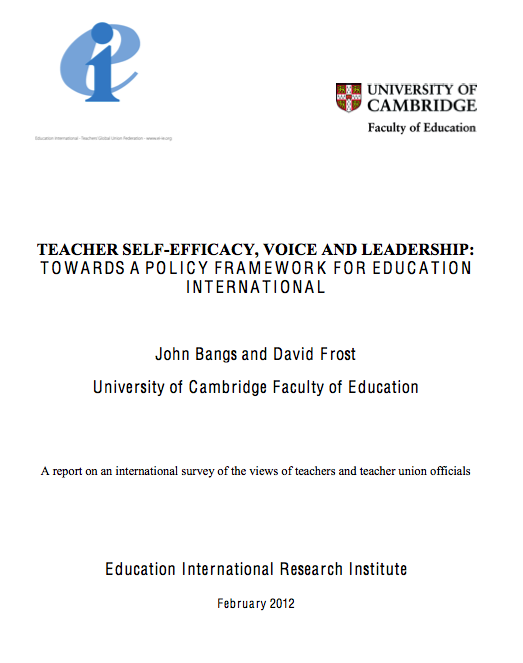 ei
UNIVERSITY OF
CAMBRIDGE
Faculty of Education
Education International - Teachers Global Union Federation - www.ei-ie.org
TEACHER SELF-EFFICACY, VOICE AND LEADERSHIP:
TOWARDS A POLICY FRAMEWORK FOR EDUCATION
INTERNATIONAL
John Bangs and David Frost
University of Cambridge Faculty of Education
A report on an international survey of the views of teachers and teacher union officials
Education International Research Institute
February 2012